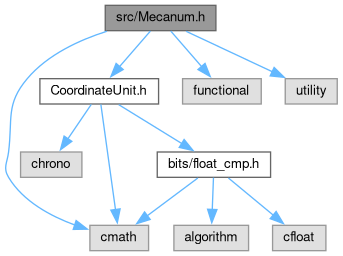 src/Mecanum.h
CoordinateUnit.h
functional
utility
chrono
bits/float_cmp.h
cmath
algorithm
cfloat